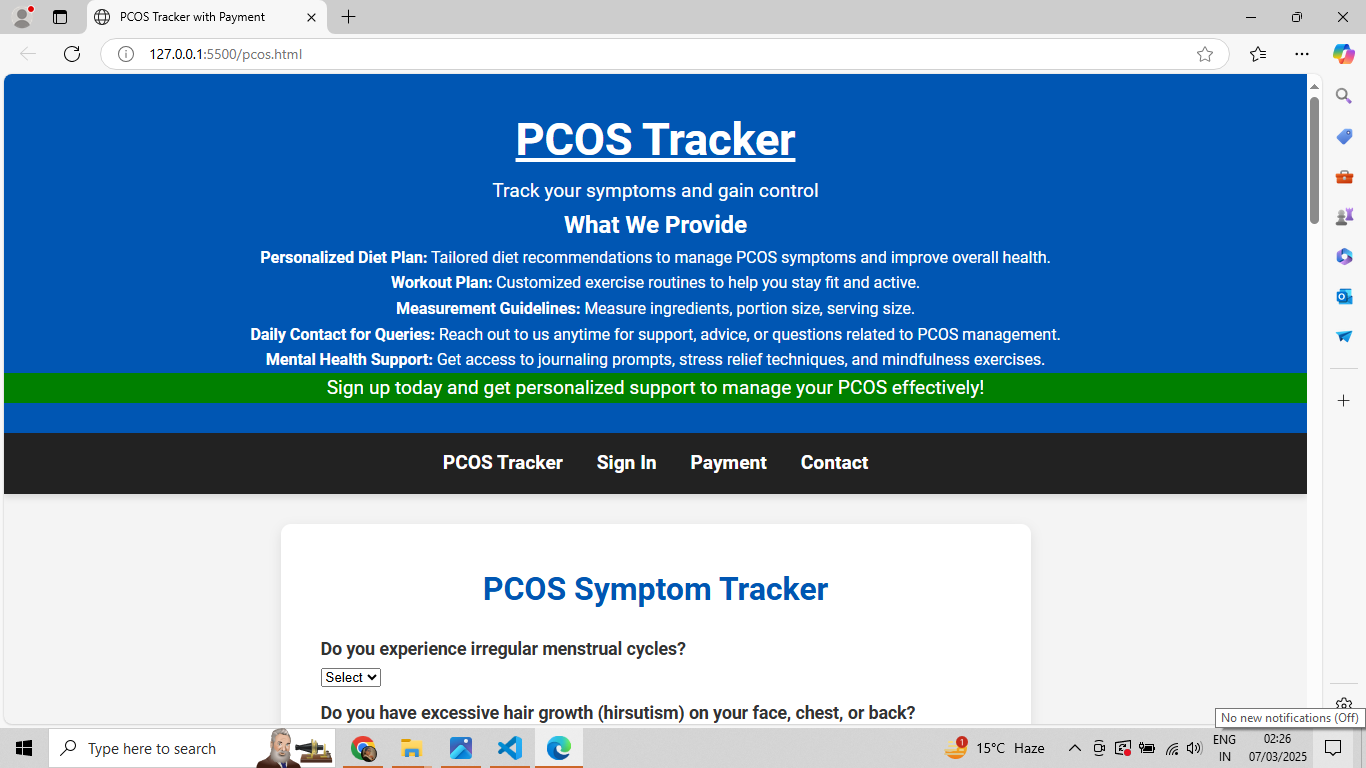 PCOS Tracker with Payment
127.0.0.1:5500/pcos.html
PCOS Tracker
Track your symptoms and gain control
What We Provide
Personalized Diet Plan: Tailored diet recommendations to manage PCOS symptoms and improve overall health.
Workout Plan: Customized exercise routines to help you stay fit and active.
Measurement Guidelines: Measure ingredients, portion size, serving size.
Daily Contact for Queries: Reach out to us anytime for support, advice, or questions related to PCOS management.
Mental Health Support: Get access to journaling prompts, stress relief techniques, and mindfulness exercises.
Sign up today and get personalized support to manage your PCOS effectively!
PCOS Tracker Sign In Payment Contact
PCOS Symptom Tracker
Do you experience irregular menstrual cycles?
Select
Do you have excessive hair growth (hirsutism) on your face, chest, or back?
No new notifications (Off)
Type here to search
1
15°C Haze
ENG
IN
02:26
07/03/2025